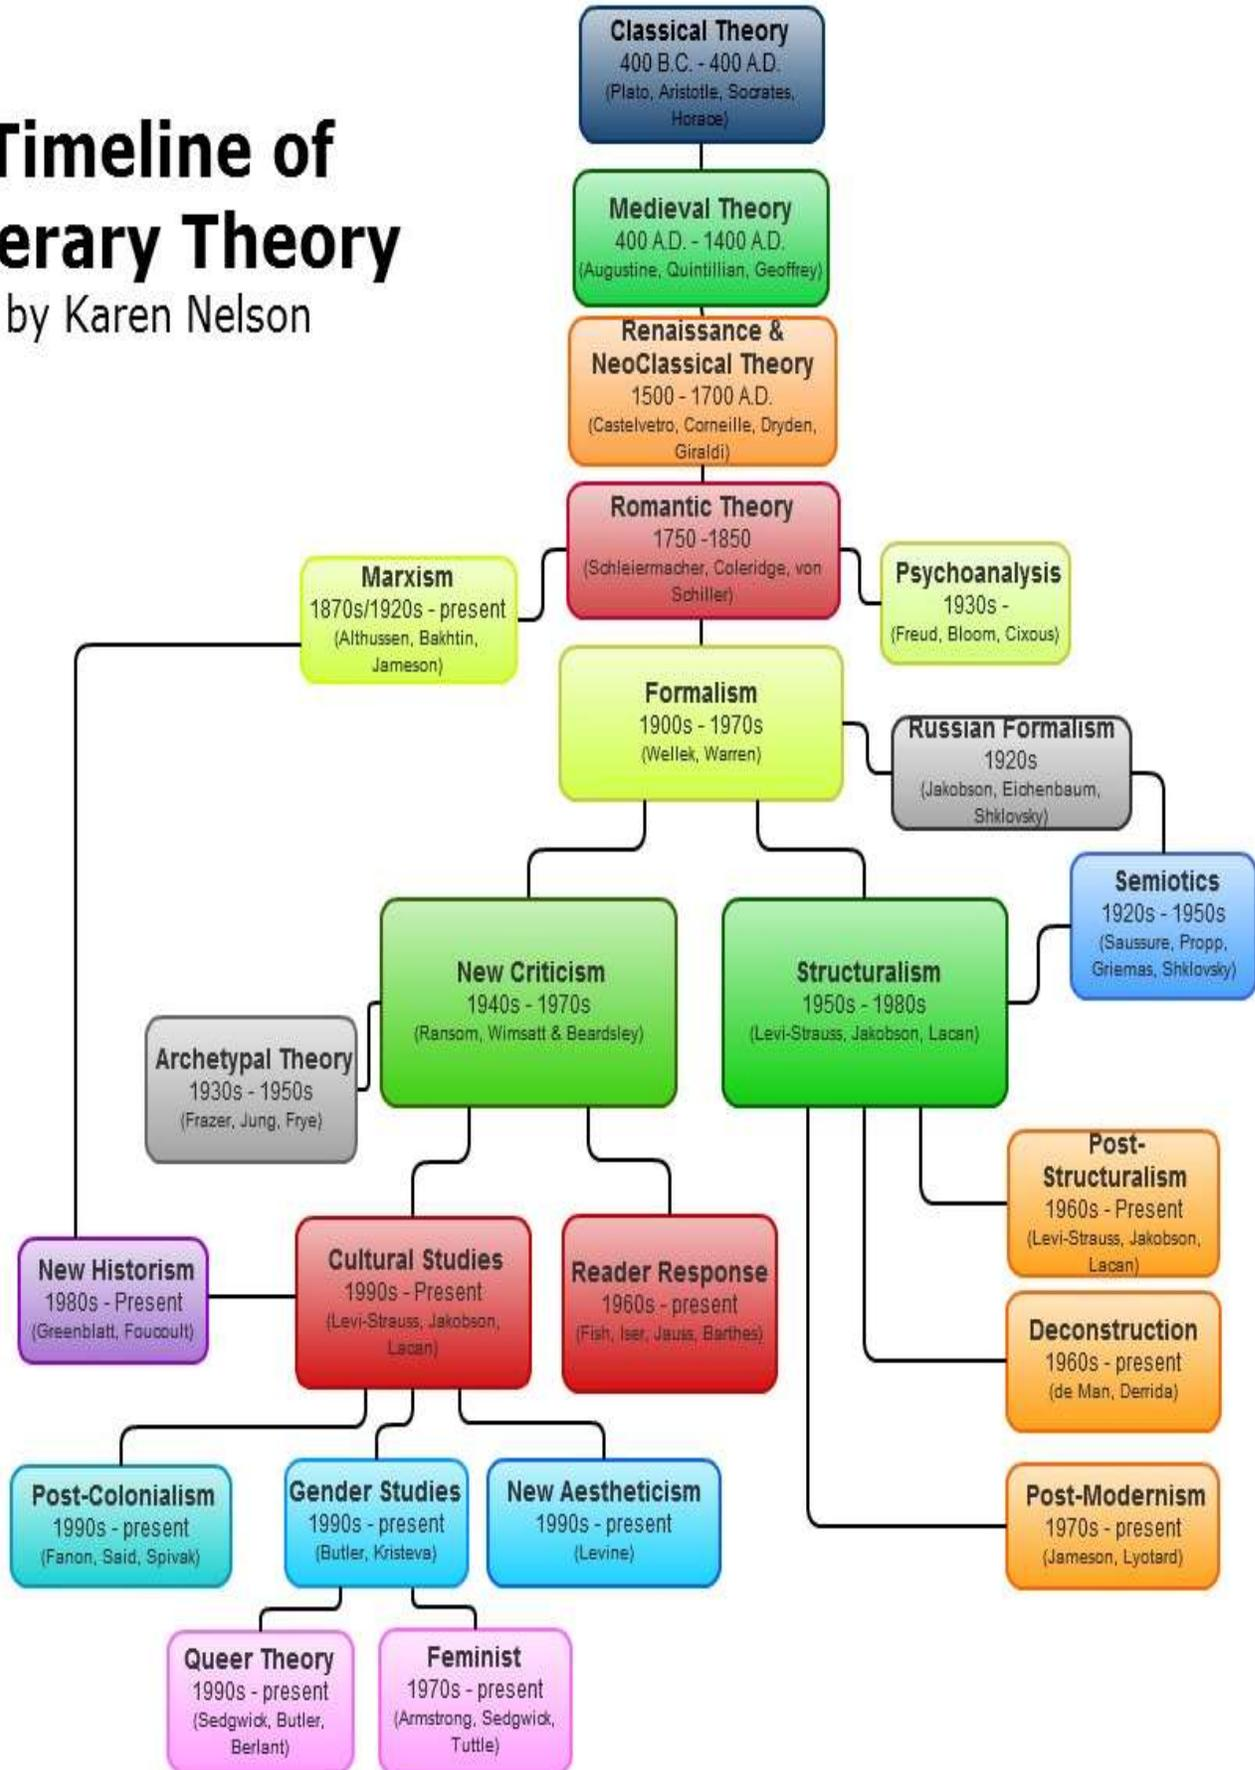 Timeline of
erary Theory
by Karen Nelson
Classical Theory
400 B.C. - 400 A.D.
(Plato, Aristotle, Socrates,
Horace)
Medieval Theory
400 A.D. - 1400 A.D.
(Augustine, Quintillian, Geoffrey)
Renaissance &
NeoClassical Theory
1500 - 1700 A.D.
(Castelvetro, Corneille, Dryden,
Giraldi)
Romantic Theory
1750 -1850
(Schleiermacher, Coleridge, von
Schiller)
Marxism
1870s/1920s - present
(Althussen, Bakhtin,
Jameson)
Psychoanalysis
1930s -
(Freud, Bloom, Cixous)
Formalism
1900s - 1970s
(Wellek, Warren)
Russian Formalism
1920s
(Jakobson, Eichenbaum,
Shklovsky)
Semiotics
1920s - 1950s
(Saussure, Propp,
Griemas, Shklovsky)
New Criticism
1940s - 1970s
(Ransom, Wimsatt & Beardsley)
Structuralism
1950s - 1980s
(Levi-Strauss, Jakobson, Lacan)
Archetypal Theory
1930s - 1950s
(Frazer, Jung, Frye)
Post-
Structuralism
1960s - Present
(Levi-Strauss, Jakobson,
Lacan)
New Historism
1980s - Present
(Greenblatt, Foucoult)
Cultural Studies
1990s - Present
(Levi-Strauss, Jakobson,
Lacan)
Reader Response
1960s - present
(Fish, Iser, Jauss, Barthes)
Deconstruction
1960s - present
(de Man, Derrida)
Post-Colonialism
1990s - present
(Fanon, Said, Spivak)
Gender Studies
1990s - present
(Butler, Kristeva)
New Aestheticism
1990s - present
(Levine)
Post-Modernism
1970s - present
(Jameson, Lyotard)
Queer Theory
1990s - present
(Sedgwick, Butler,
Berlant)
Feminist
1970s - present
(Armstrong, Sedgwick,
Tuttle)